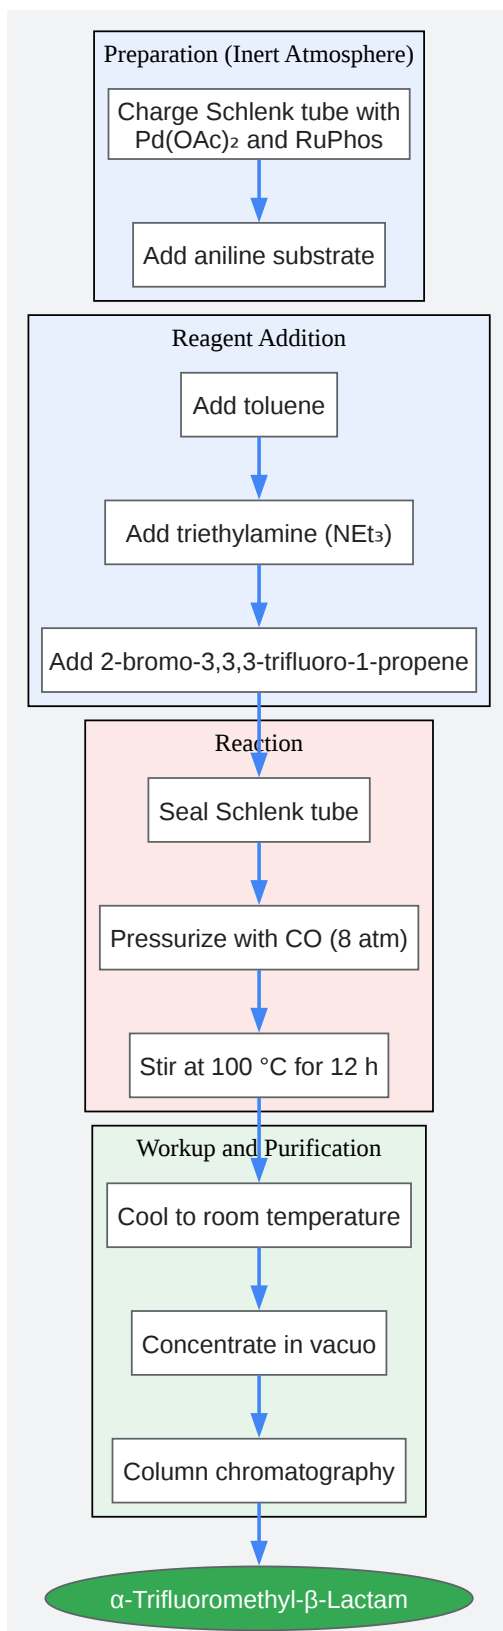 Preparation (Inert Atmosphere)
Charge Schlenk tube with
Pd(OAc)₂ and RuPhos
Add aniline substrate
Reagent Addition
Add toluene
Add triethylamine (NEt₃)
Add 2-bromo-3,3,3-trifluoro-1-propene
Reaction
Seal Schlenk tube
Pressurize with CO (8 atm)
Stir at 100 °C for 12 h
Workup and Purification
Cool to room temperature
Concentrate in vacuo
Column chromatography
α-Trifluoromethyl-β-Lactam